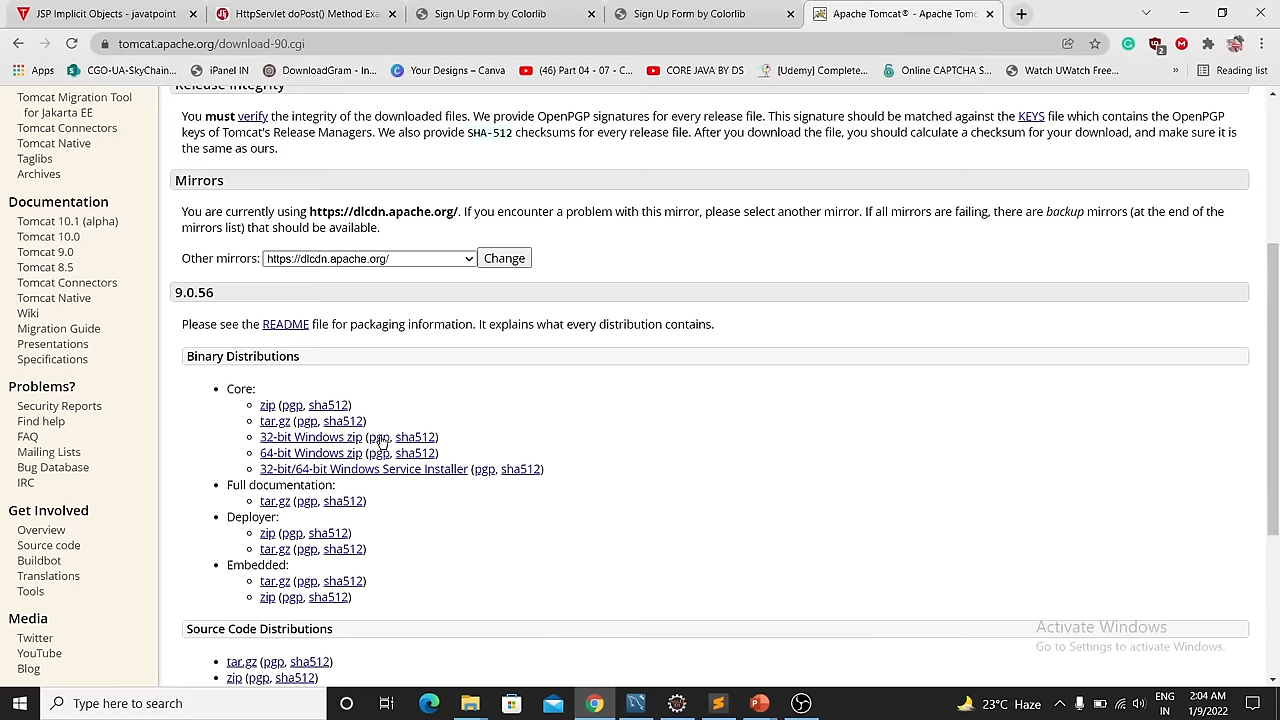 JSP Implicit Objects - javatpoint
HttpServlet doPost() Method Exa
Sign Up Form by Colorlib
Sign Up Form by Colorlib
Apache Tomcat® - Apache Tomc
tomcat.apache.org/download-90.cgi
2
Apps
CGO-UA-SkyChain...
iPanel IN
DownloadGram - In...
Your Designs – Canva
(46) Part 04 - 07 - C...
CORE JAVA BY DS
[Udemy] Complete...
Online CAPTCHA S...
Watch UWatch Free...
»
Reading list
Tomcat Migration Tool
for Jakarta EE
Tomcat Connectors
Tomcat Native
Taglibs
Archives
Documentation
Tomcat 10.1 (alpha)
Tomcat 10.0
Tomcat 9.0
Tomcat 8.5
Tomcat Connectors
Tomcat Native
Wiki
Migration Guide
Presentations
Specifications
Problems?
Security Reports
Find help
FAQ
Mailing Lists
Bug Database
IRC
Get Involved
Overview
Source code
Buildbot
Translations
Tools
Media
Twitter
YouTube
Blog
Release Integrity
You must verify the integrity of the downloaded files. We provide OpenPGP signatures for every release file. This signature should be matched against the KEYS file which contains the OpenPGP
keys of Tomcat's Release Managers. We also provide SHA-512 checksums for every release file. After you download the file, you should calculate a checksum for your download, and make sure it is
the same as ours.
Mirrors
You are currently using https://dlcdn.apache.org/. If you encounter a problem with this mirror, please select another mirror. If all mirrors are failing, there are backup mirrors (at the end of the
mirrors list) that should be available.
Other mirrors: https://dlcdn.apache.org/ Change
9.0.56
Please see the README file for packaging information. It explains what every distribution contains.
Binary Distributions
Core:
zip (pgp, sha512)
tar.gz (pgp, sha512)
32-bit Windows zip (pgp, sha512)
64-bit Windows zip (pgp, sha512)
32-bit/64-bit Windows Service Installer (pgp, sha512)
Full documentation:
tar.gz (pgp, sha512)
Deployer:
zip (pgp, sha512)
tar.gz (pgp, sha512)
Embedded:
tar.gz (pgp, sha512)
zip (pgp, sha512)
Source Code Distributions
tar.gz (pgp, sha512)
zip (pgp, sha512)
Activate Windows
Go to Settings to activate Windows.
Type here to search
23°C Haze
ENG
IN
2:04 AM
1/9/2022